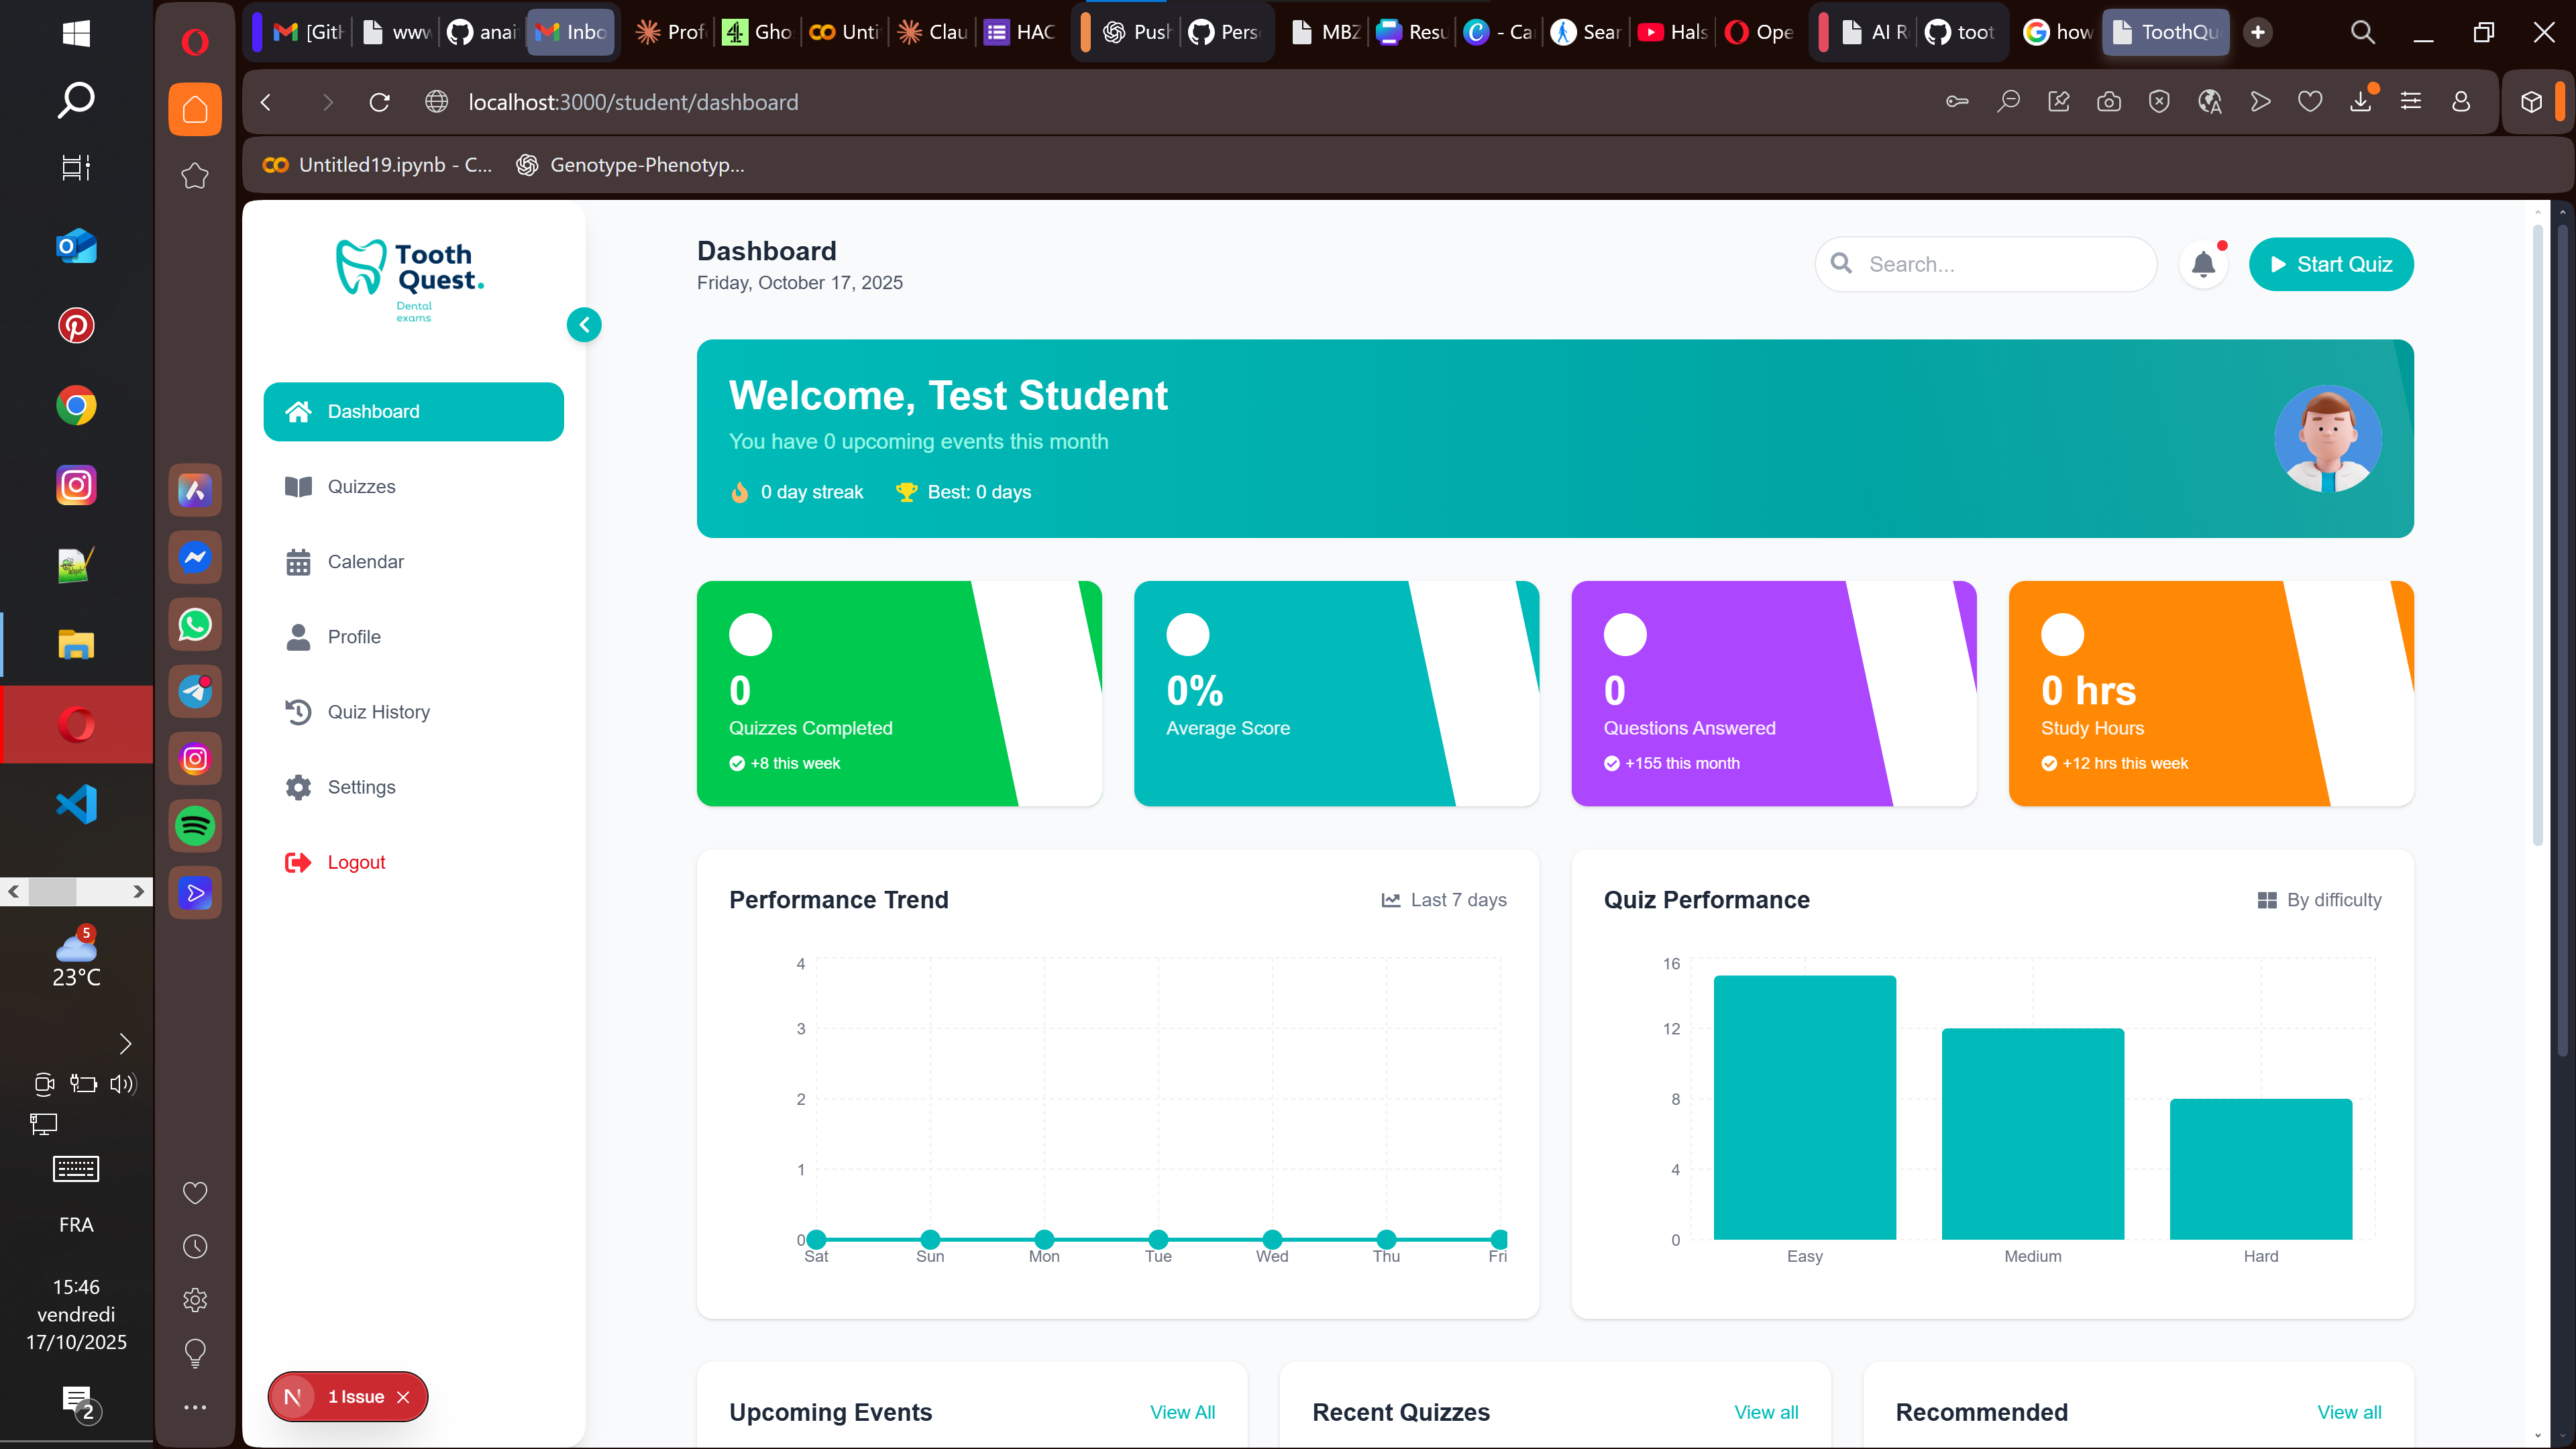 [Gith
www
anai
Inbo
Prof
Gho
Unti
Clau
HAC
Push
Pers
MBZ
Resu
- Ca
Sear
Hals
Ope
AI R
toot
how
ToothQu
localhost:3000/student/dashboard
Untitled19.ipynb - C...
Genotype-Phenotyp...
Tooth
Quest.
Dental
exams
Dashboard
Friday, October 17, 2025
Search...
Start Quiz
Dashboard
Quizzes
Calendar
Profile
Quiz History
Settings
Logout
Welcome, Test Student
You have 0 upcoming events this month
0 day streak
Best: 0 days
0
Quizzes Completed
+8 this week
0%
Average Score
0
Questions Answered
+155 this month
0 hrs
Study Hours
+12 hrs this week
Performance Trend
Last 7 days
4
3
2
1
0
Sat Sun Mon Tue Wed Thu Fri
Quiz Performance
By difficulty
16
12
8
4
0
Easy Medium Hard
Upcoming Events
View All
Recent Quizzes
View all
Recommended
View all
1 Issue
5
23°C
FRA
15:46
vendredi
17/10/2025
2